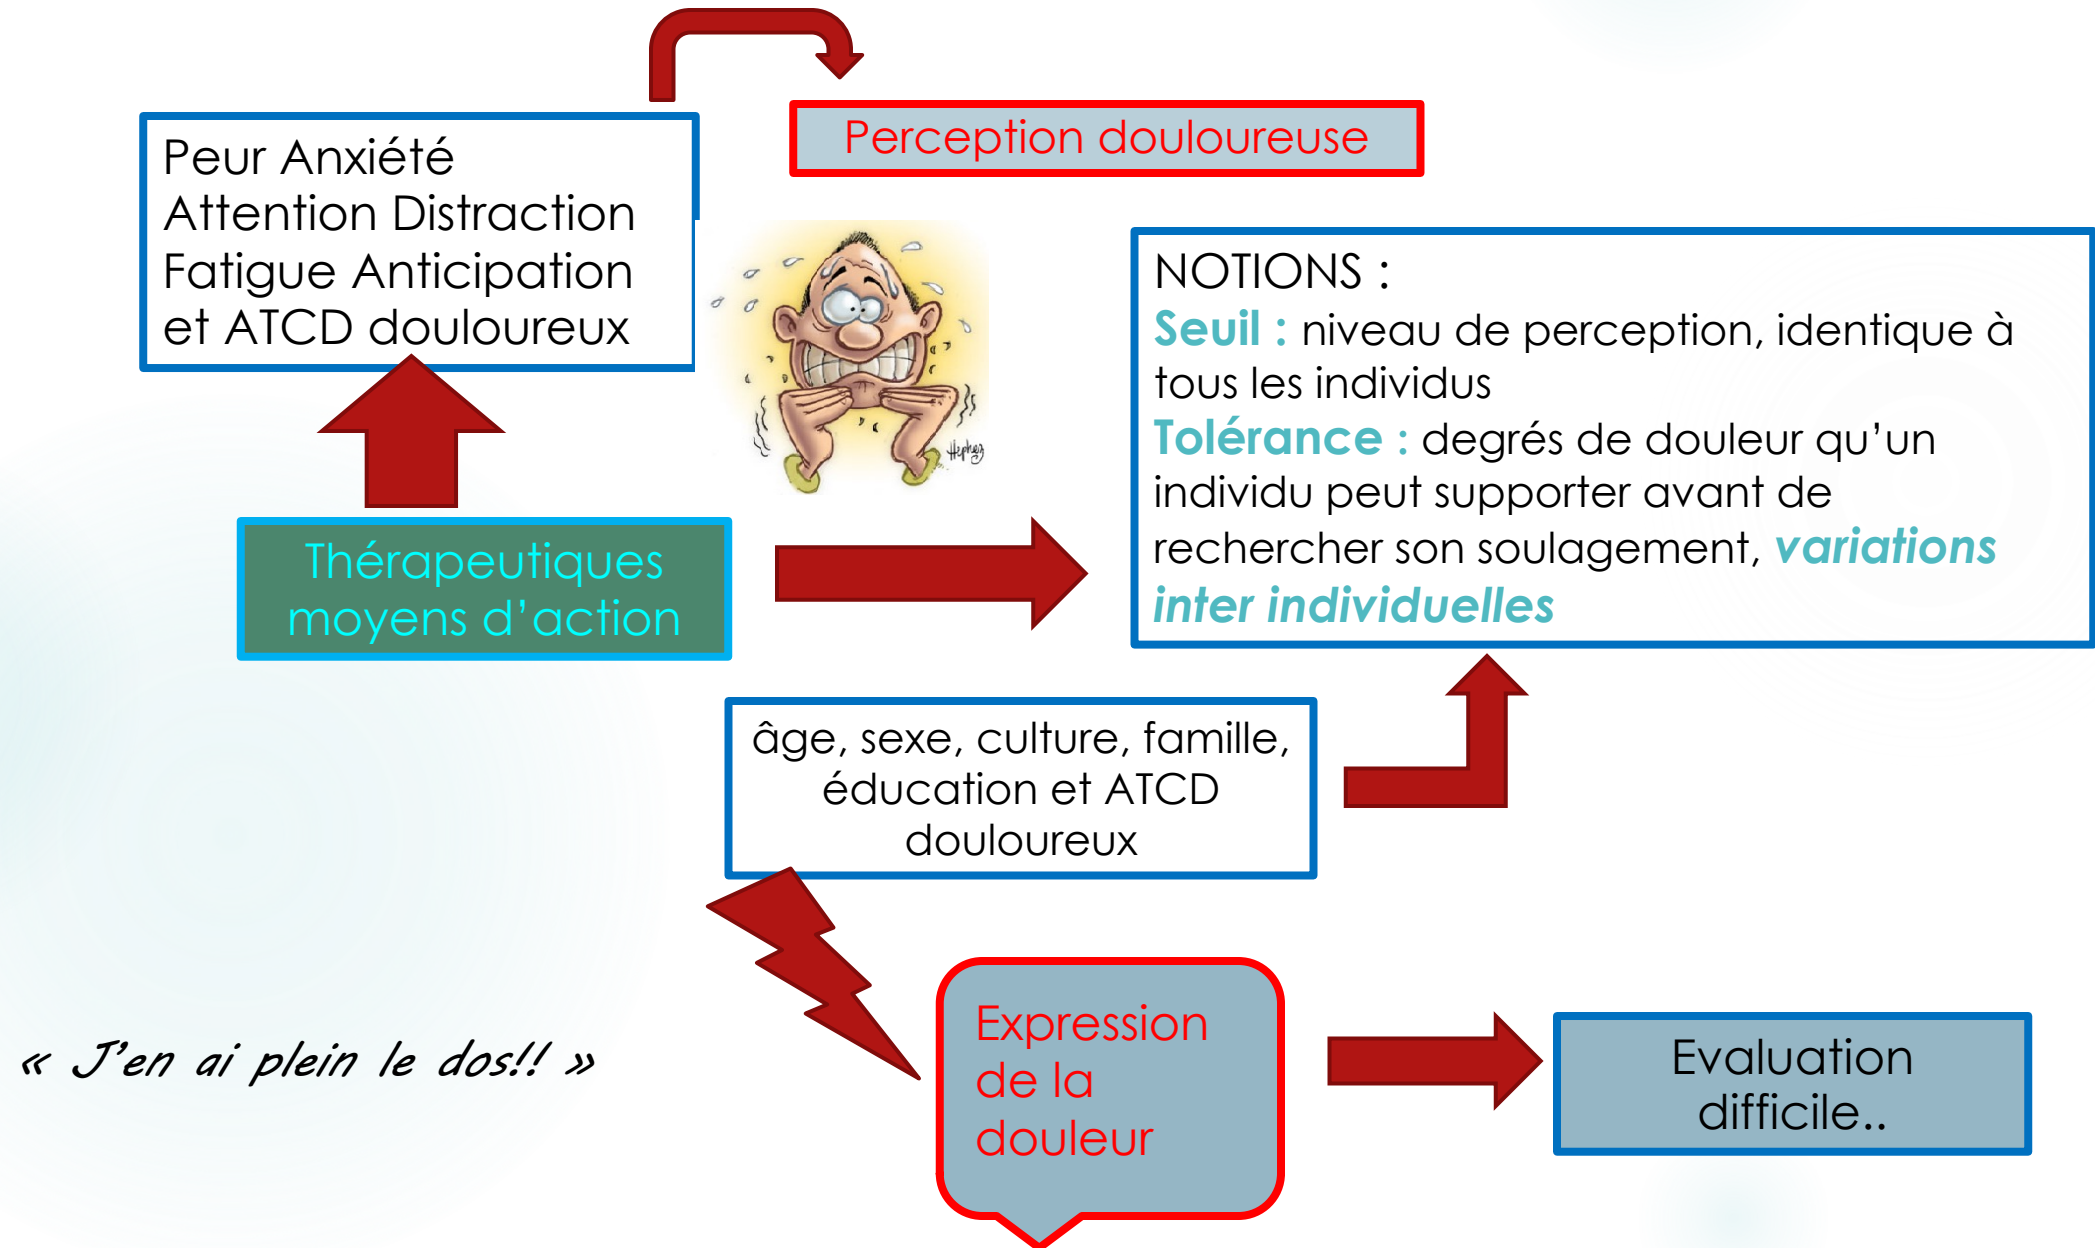 Perception douloureuse
Peur Anxiété
Attention Distraction
Fatigue Anticipation
et ATCD douloureux
NOTIONS :
Seuil : niveau de perception, identique à
tous les individus
Tolérance : degrés de douleur qu’un
individu peut supporter avant de
rechercher son soulagement, variations
inter individuelles
Hephez
Thérapeutiques
moyens d’action
âge, sexe, culture, famille,
éducation et ATCD
douloureux
« J’en ai plein le dos!! »
Expression
de la
douleur
Evaluation
difficile..